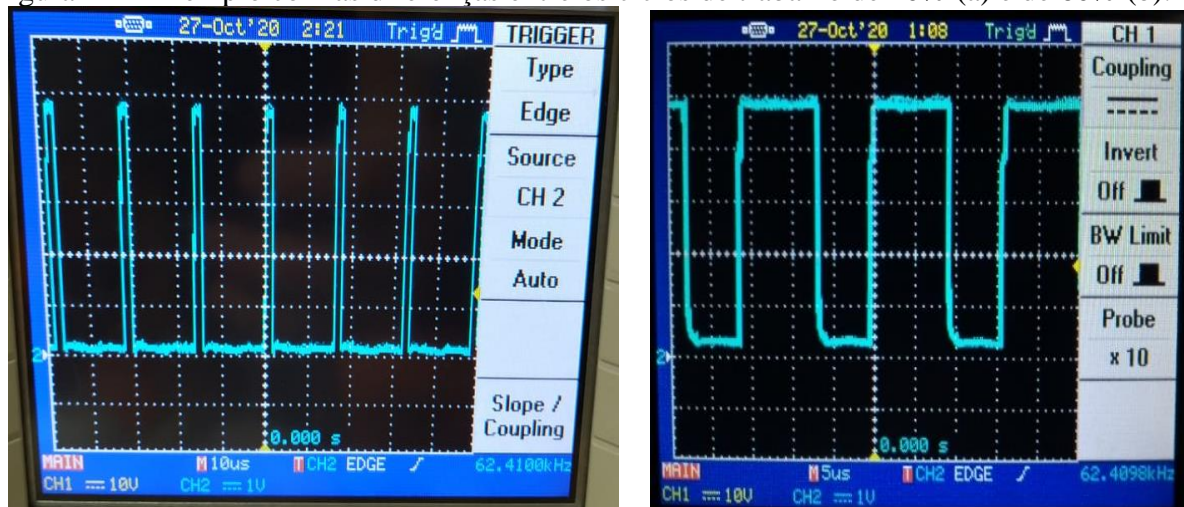 27-Oct'20 2:21 Trig'd TRIGGER
Type
Edge
Source
CH 2
Mode
Auto
Slope /
Coupling
2
0.000 s
MAIN M 10us T CH2 EDGE 62.4100kHz
CH1 10V CH2 1V
27-Oct'20 1:08 Trig'd CH 1
Coupling
Invert
Off
BW Limit
Off
Probe
x 10
2
0.000 s
MAIN M 5us T CH2 EDGE 62.4098kHz
CH1 10V CH2 1V